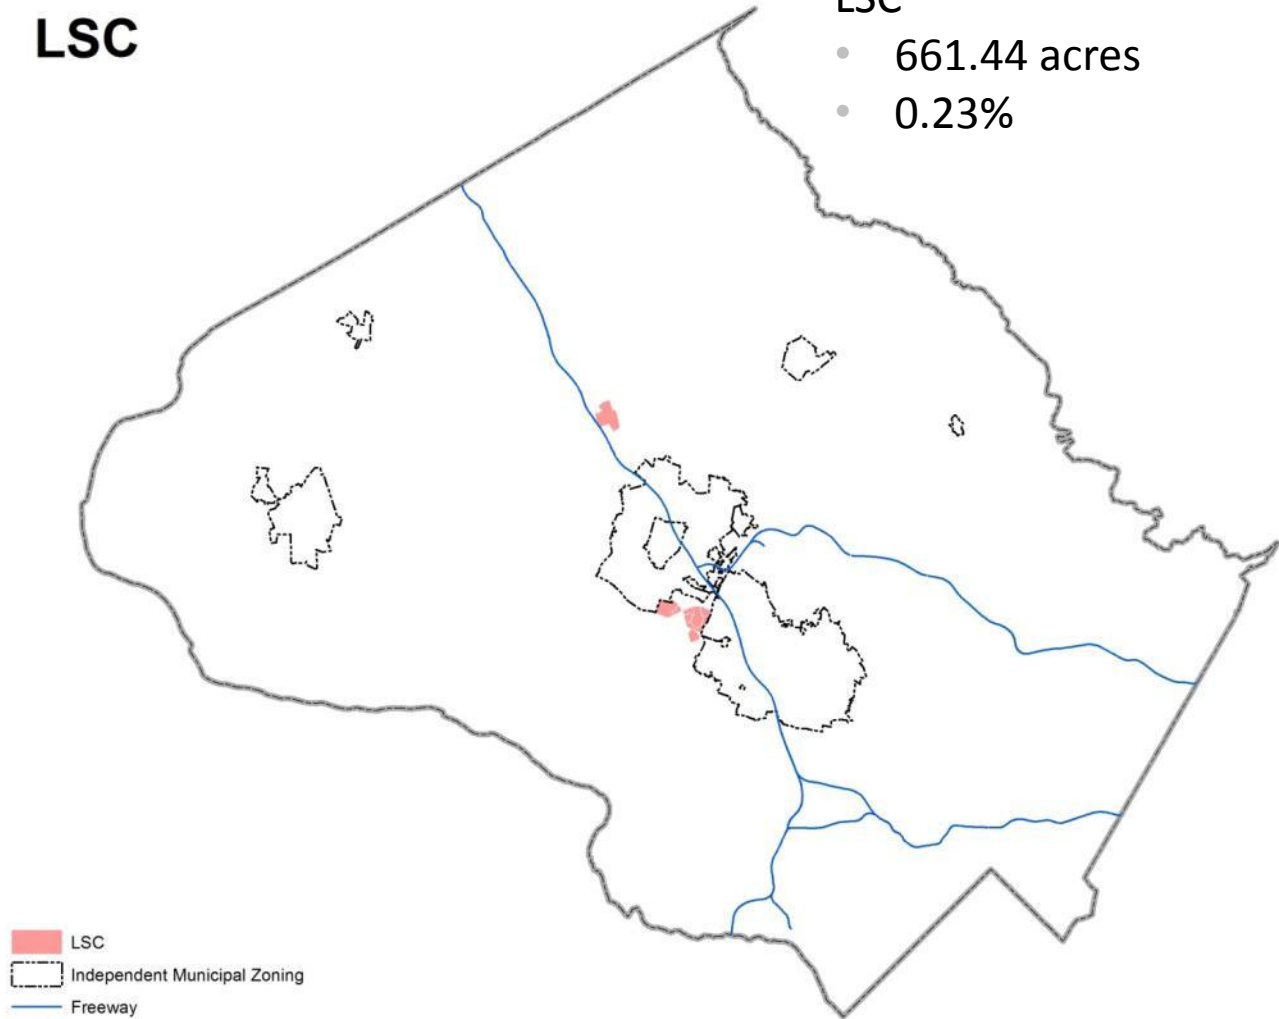 LSC
LSC
• 661.44 acres
• 0.23%
LSC
Independent Municipal Zoning
Freeway